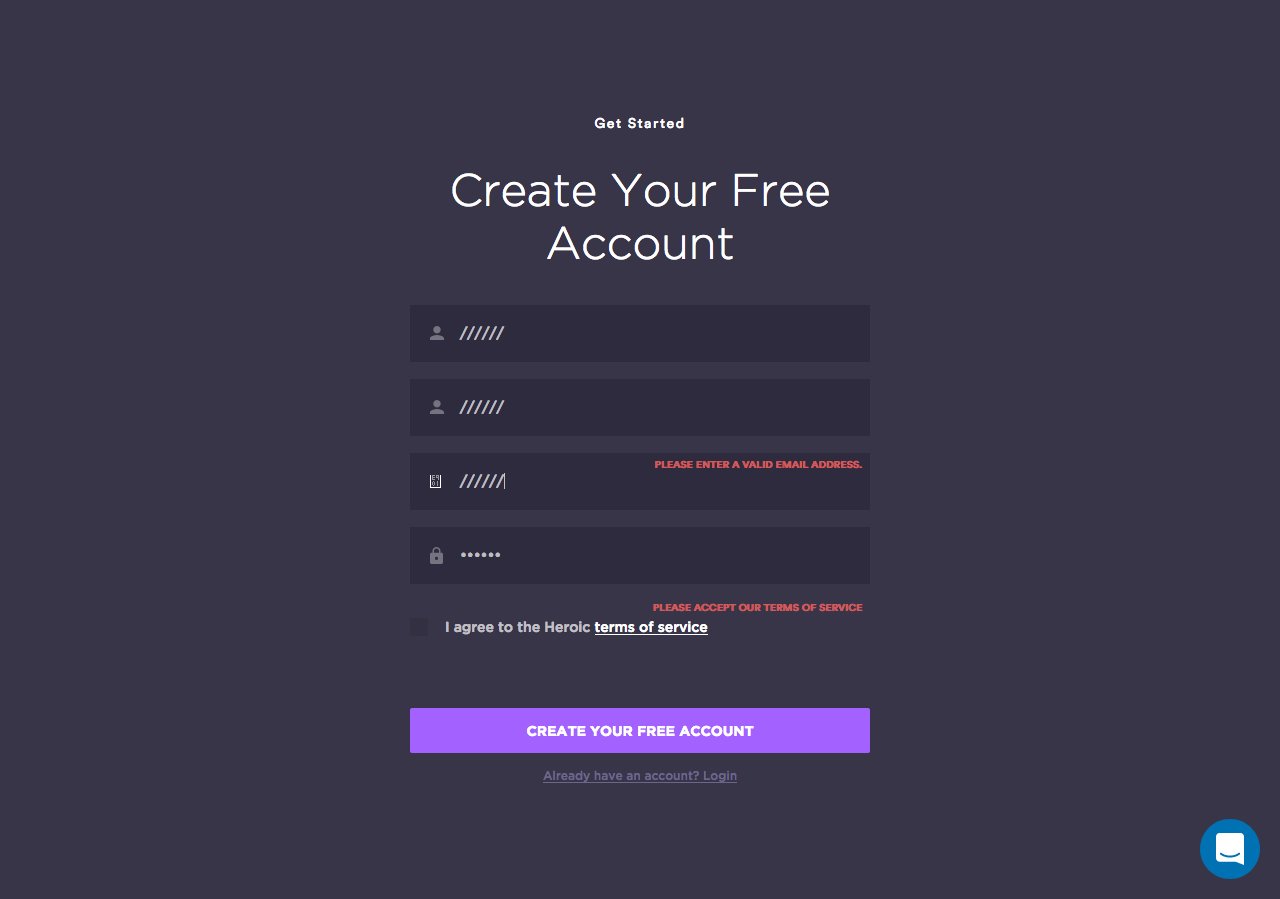 Get Started
Create Your Free
Account
//////
//////
PLEASE ENTER A VALID EMAIL ADDRESS.
//////
••••••
PLEASE ACCEPT OUR TERMS OF SERVICE
I agree to the Heroic terms of service
CREATE YOUR FREE ACCOUNT
Already have an account? Login